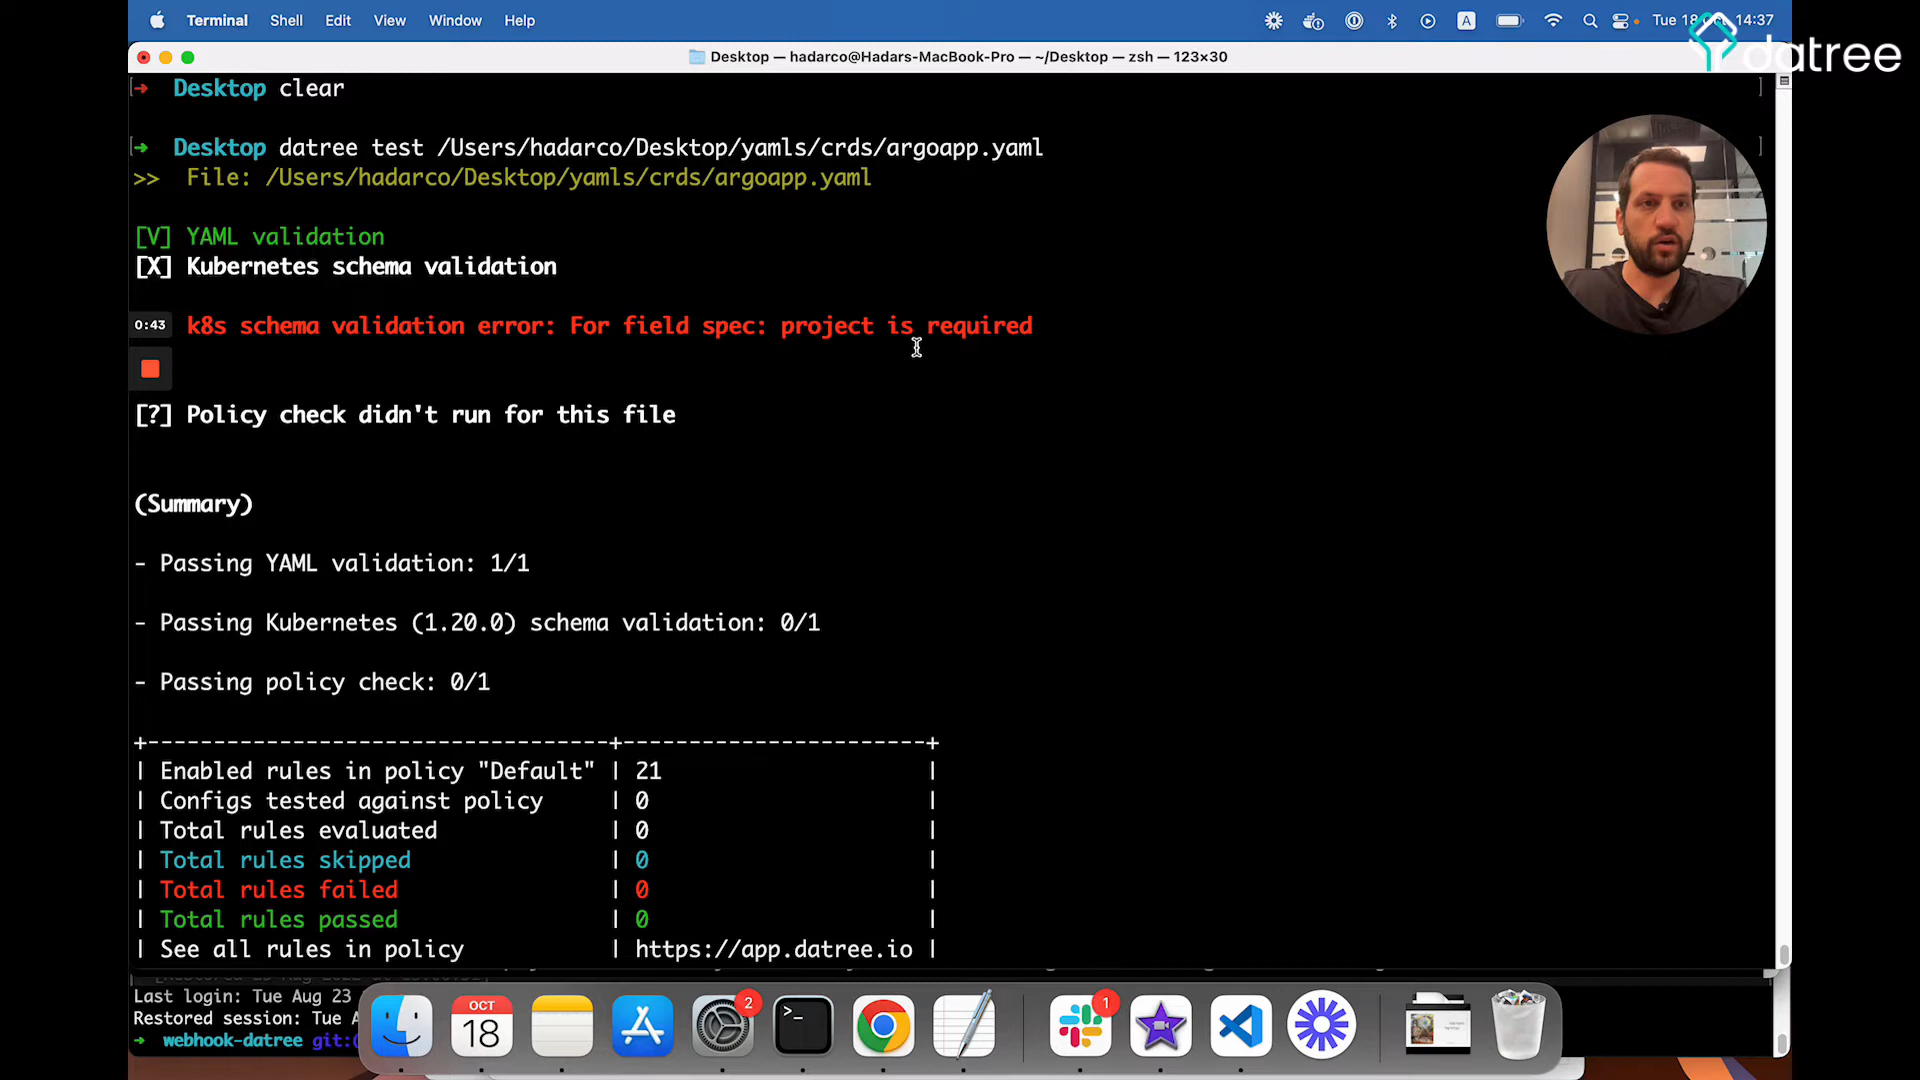 Terminal Shell Edit View Window Help
A
Tue 18 14:37
datree
Desktop — hadarco@Hadars-MacBook-Pro — ~/Desktop — zsh — 123×30
[➜ Desktop clear ]
[➜ Desktop datree test /Users/hadarco/Desktop/yamls/crds/argoapp.yaml ]
>> File: /Users/hadarco/Desktop/yamls/crds/argoapp.yaml
[V] YAML validation
[X] Kubernetes schema validation
0:43
k8s schema validation error: For field spec: project is required
[?] Policy check didn't run for this file
(Summary)
- Passing YAML validation: 1/1
- Passing Kubernetes (1.20.0) schema validation: 0/1
- Passing policy check: 0/1
+-----------------------------------+-----------------------+
| Enabled rules in policy "Default" | 21 |
| Configs tested against policy | 0 |
| Total rules evaluated | 0 |
| Total rules skipped | 0 |
| Total rules failed | 0 |
| Total rules passed | 0 |
| See all rules in policy | https://app.datree.io |
Last login: Tue Aug 23
Restored session: Tue A
➜ webhook-datree git:(
OCT
18
2
>_
1